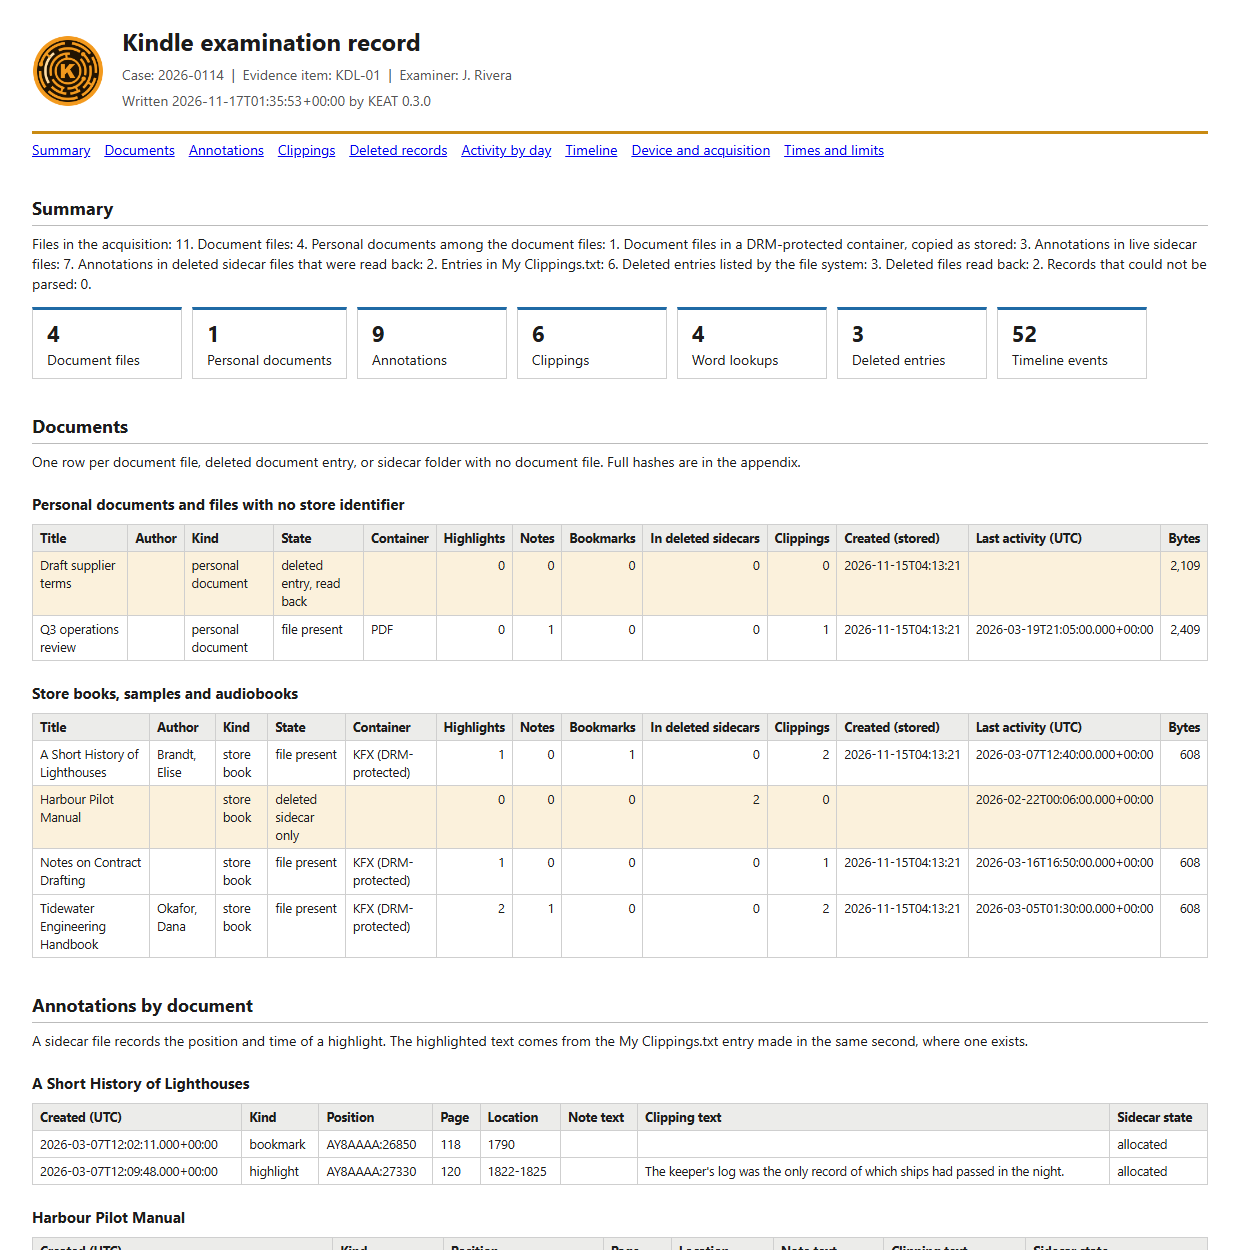 K
Kindle examination record
Case: 2026-0114 | Evidence item: KDL-01 | Examiner: J. Rivera
Written 2026-11-17T01:35:53+00:00 by KEAT 0.3.0
Summary Documents Annotations Clippings Deleted records Activity by day Timeline Device and acquisition Times and limits
Summary
Files in the acquisition: 11. Document files: 4. Personal documents among the document files: 1. Document files in a DRM-protected container, copied as stored: 3. Annotations in live sidecar
files: 7. Annotations in deleted sidecar files that were read back: 2. Entries in My Clippings.txt: 6. Deleted entries listed by the file system: 3. Deleted files read back: 2. Records that could not be
parsed: 0.
4 1 9 6 4 3 52
Document files Personal documents Annotations Clippings Word lookups Deleted entries Timeline events
Documents
One row per document file, deleted document entry, or sidecar folder with no document file. Full hashes are in the appendix.
Personal documents and files with no store identifier
Title Author Kind State Container Highlights Notes Bookmarks In deleted sidecars Clippings Created (stored) Last activity (UTC) Bytes
Draft supplier personal deleted 0 0 0 0 0 2026-11-15T04:13:21 2,109
terms document entry, read
back
Q3 operations personal file present PDF 0 1 0 0 1 2026-11-15T04:13:21 2026-03-19T21:05:00.000+00:00 2,409
review document
Store books, samples and audiobooks
Title Author Kind State Container Highlights Notes Bookmarks In deleted sidecars Clippings Created (stored) Last activity (UTC) Bytes
A Short History of Brandt, store file present KFX (DRM- 1 0 1 0 2 2026-11-15T04:13:21 2026-03-07T12:40:00.000+00:00 608
Lighthouses Elise book protected)
Harbour Pilot store deleted 0 0 0 2 0 2026-02-22T00:06:00.000+00:00
Manual book sidecar
only
Notes on Contract store file present KFX (DRM- 1 0 0 0 1 2026-11-15T04:13:21 2026-03-16T16:50:00.000+00:00 608
Drafting book protected)
Tidewater Okafor, store file present KFX (DRM- 2 1 0 0 2 2026-11-15T04:13:21 2026-03-05T01:30:00.000+00:00 608
Engineering Dana book protected)
Handbook
Annotations by document
A sidecar file records the position and time of a highlight. The highlighted text comes from the My Clippings.txt entry made in the same second, where one exists.
A Short History of Lighthouses
Created (UTC) Kind Position Page Location Note text Clipping text Sidecar state
2026-03-07T12:02:11.000+00:00 bookmark AY8AAAA:26850 118 1790 allocated
2026-03-07T12:09:48.000+00:00 highlight AY8AAAA:27330 120 1822-1825 The keeper's log was the only record of which ships had passed in the night. allocated
Harbour Pilot Manual
Created (UTC) Kind Position Page Location Note text Clipping text Sidecar state